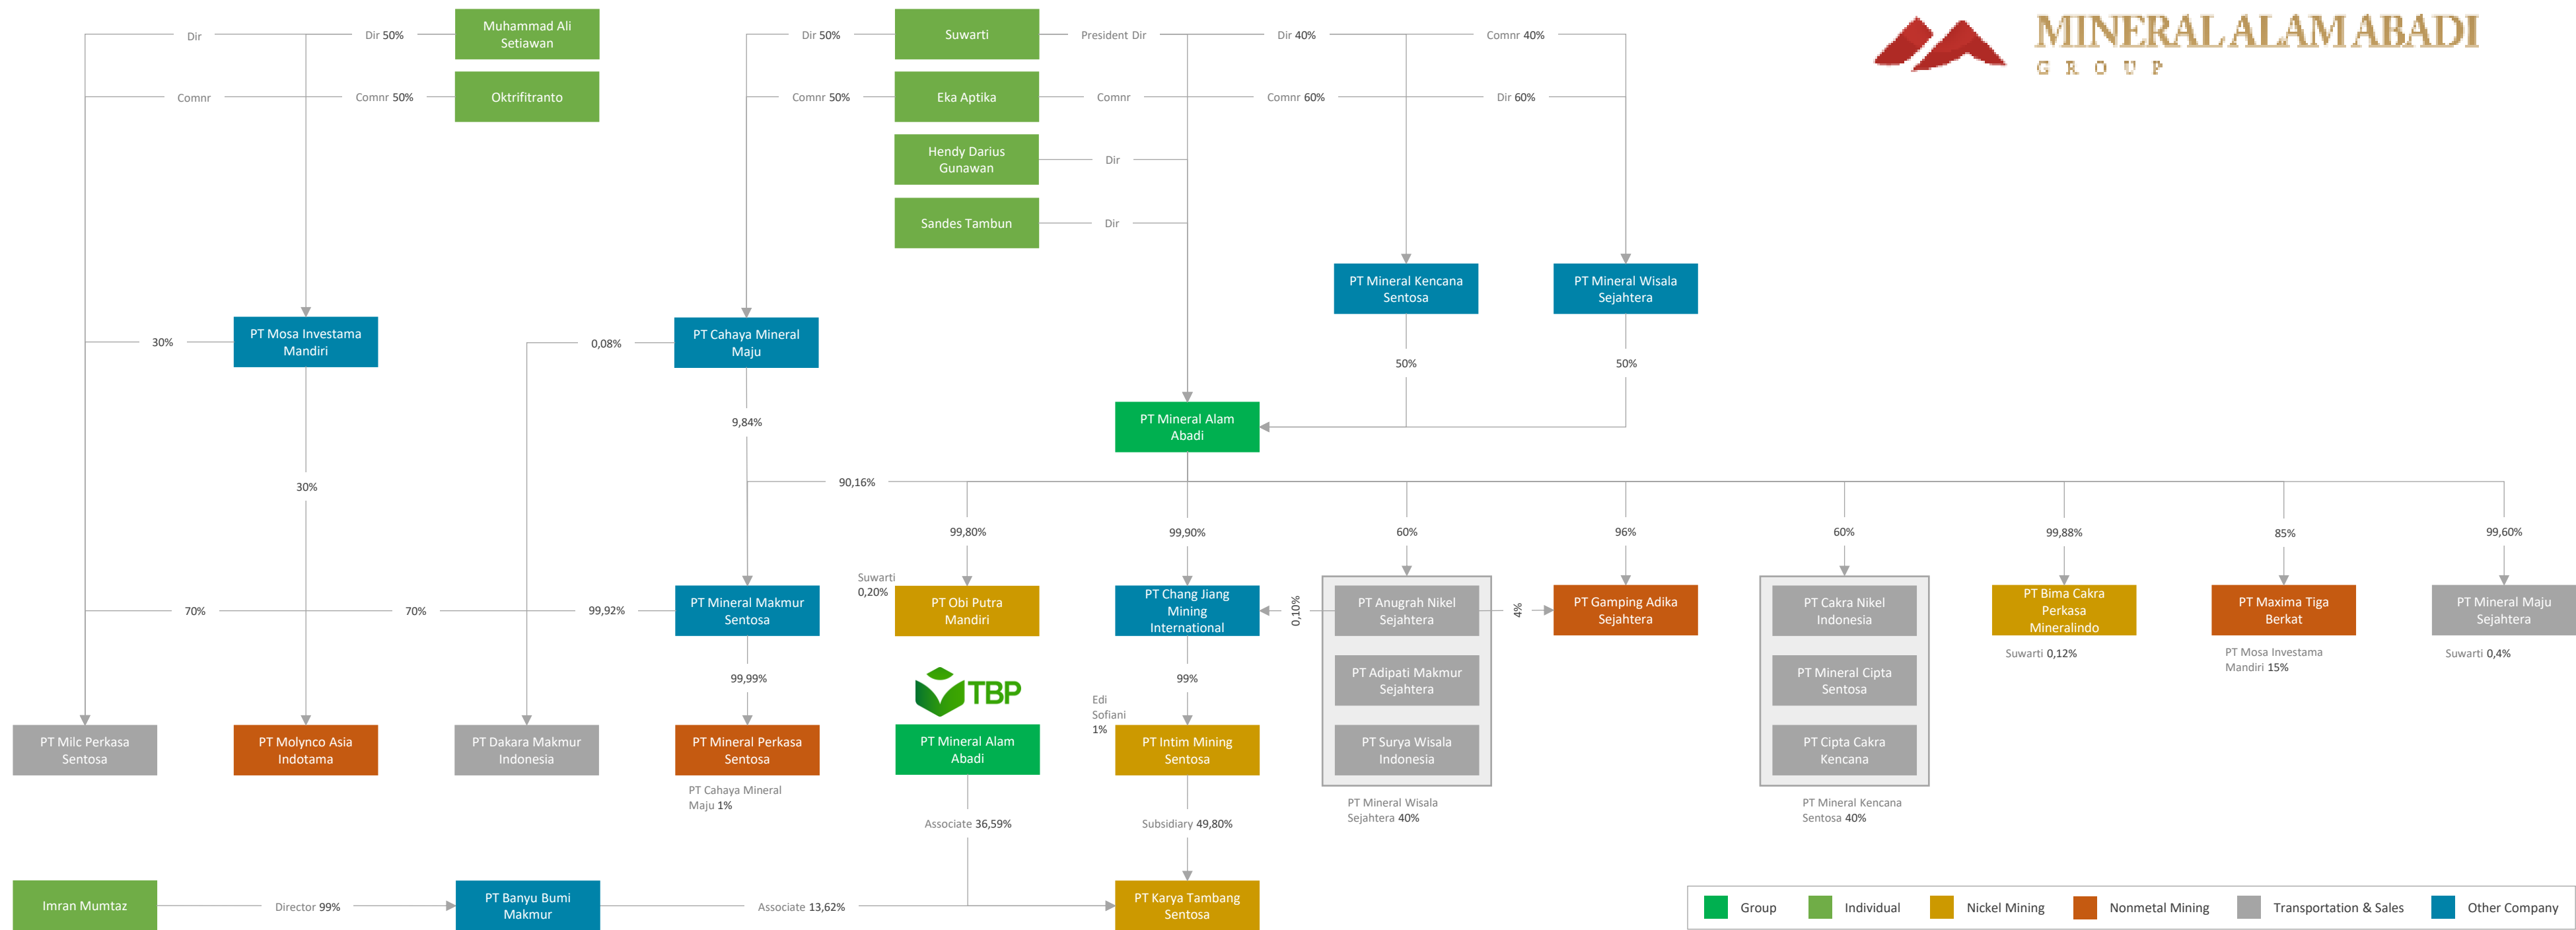 MINERAL ALAM ABADI
GROUP
Muhammad Ali
Setiawan
Dir
Dir 50%
Oktrifitranto
Comnr
Comnr 50%
Suwarti
Dir 50%
President Dir
Dir 40%
Comnr 40%
Eka Aptika
Comnr 50%
Comnr
Comnr 60%
Dir 60%
Hendy Darius
Gunawan
Dir
Sandes Tambun
Dir
PT Mineral Kencana
Sentosa
PT Mineral Wisala
Sejahtera
30%
PT Mosa Investama
Mandiri
0,08%
PT Cahaya Mineral
Maju
50%
50%
9,84%
PT Mineral Alam
Abadi
30%
90,16%
99,80%
99,90%
60%
96%
60%
99,88%
85%
99,60%
70%
70%
99,92%
PT Mineral Makmur
Sentosa
Suwarti
0,20%
PT Obi Putra
Mandiri
PT Chang Jiang
Mining
International
0,10%
PT Anugrah Nikel
Sejahtera
4%
PT Gamping Adika
Sejahtera
PT Cakra Nikel
Indonesia
PT Bima Cakra
Perkasa
Mineralindo
Suwarti 0,12%
PT Maxima Tiga
Berkat
PT Mosa Investama
Mandiri 15%
PT Mineral Maju
Sejahtera
Suwarti 0,4%
99,99%
TBP
99%
Edi
Sofiani
1%
PT Adipati Makmur
Sejahtera
PT Mineral Cipta
Sentosa
PT Milc Perkasa
Sentosa
PT Molynco Asia
Indotama
PT Dakara Makmur
Indonesia
PT Mineral Perkasa
Sentosa
PT Cahaya Mineral
Maju 1%
PT Mineral Alam
Abadi
PT Intim Mining
Sentosa
PT Surya Wisala
Indonesia
PT Mineral Wisala
Sejahtera 40%
PT Cipta Cakra
Kencana
PT Mineral Kencana
Sentosa 40%
Associate 36,59%
Subsidiary 49,80%
Imran Mumtaz
Director 99%
PT Banyu Bumi
Makmur
Associate 13,62%
PT Karya Tambang
Sentosa
Group
Individual
Nickel Mining
Nonmetal Mining
Transportation & Sales
Other Company